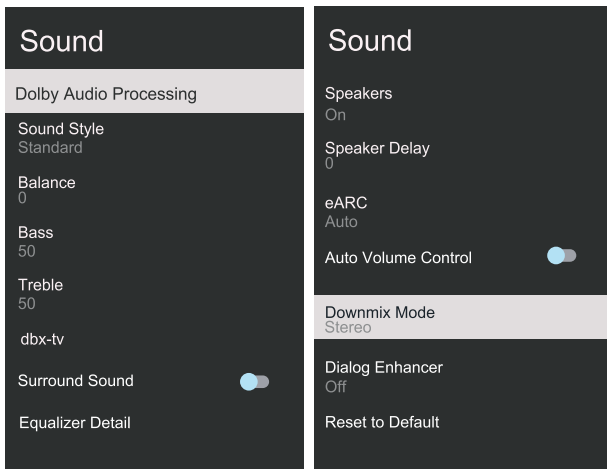 Sound
Dolby Audio Processing
Sound Style
Standard
Balance
0
Bass
50
Treble
50
dbx-tv
Surround Sound
Equalizer Detail
Sound
Speakers
On
Speaker Delay
0
eARC
Auto
Auto Volume Control
Downmix Mode
Stereo
Dialog Enhancer
Off
Reset to Default